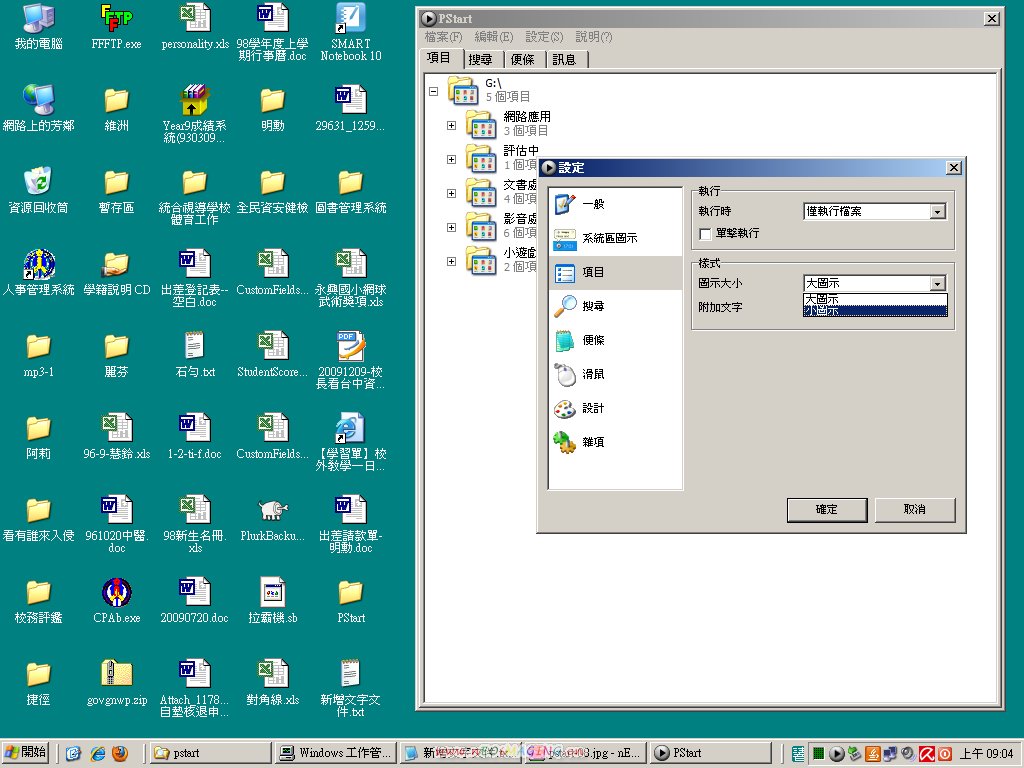 我的電腦
FFFTP.exe
personality.xls
98學年度上學
期行事曆.doc
SMART
Notebook 10
網路上的芳鄰
維洲
Year9成績系
統(930309...
明勳
29631_1259...
資源回收筒
暫存區
統合視導學校
體育工作
全民資安健檢
圖書管理系統
人事管理系統
學籍說明 CD
出差登記表--
空白.doc
CustomFields...
永興國小網球
武術獎項.xls
mp3-1
麗芬
石勻.txt
StudentScore...
20091209-校
長看台中資...
阿莉
96-9-慧鈴.xls
1-2-ti-f.doc
CustomFields...
【學習單】校
外教學一日...
看有誰來入侵
961020中醫.
doc
98新生名冊.
xls
PlurkBacku...
出差請款單-
明勳.doc
校務評鑑
CPAb.exe
20090720.doc
拉霸機.sb
PStart
捷徑
govgnwp.zip
Attach_1178...
自墊核退申...
對角線.xls
新增文字文
件.txt
PStart
檔案(F) 編輯(E) 設定(S) 說明(?)
項目 搜尋 便條 訊息
G:\
5 個項目
網路應用
3 個項目
評估中
1 個項
文書處
4 個項
影音處
6 個項
小遊戲
2 個項
設定
一般
系統區圖示
項目
搜尋
便條
滑鼠
設計
雜項
執行
執行時 僅執行檔案
單擊執行
樣式
圖示大小 大圖示
大圖示
小圖示
附加文字
確定 取消
開始
pstart
Windows 工作管...
PStart
上午 09:04